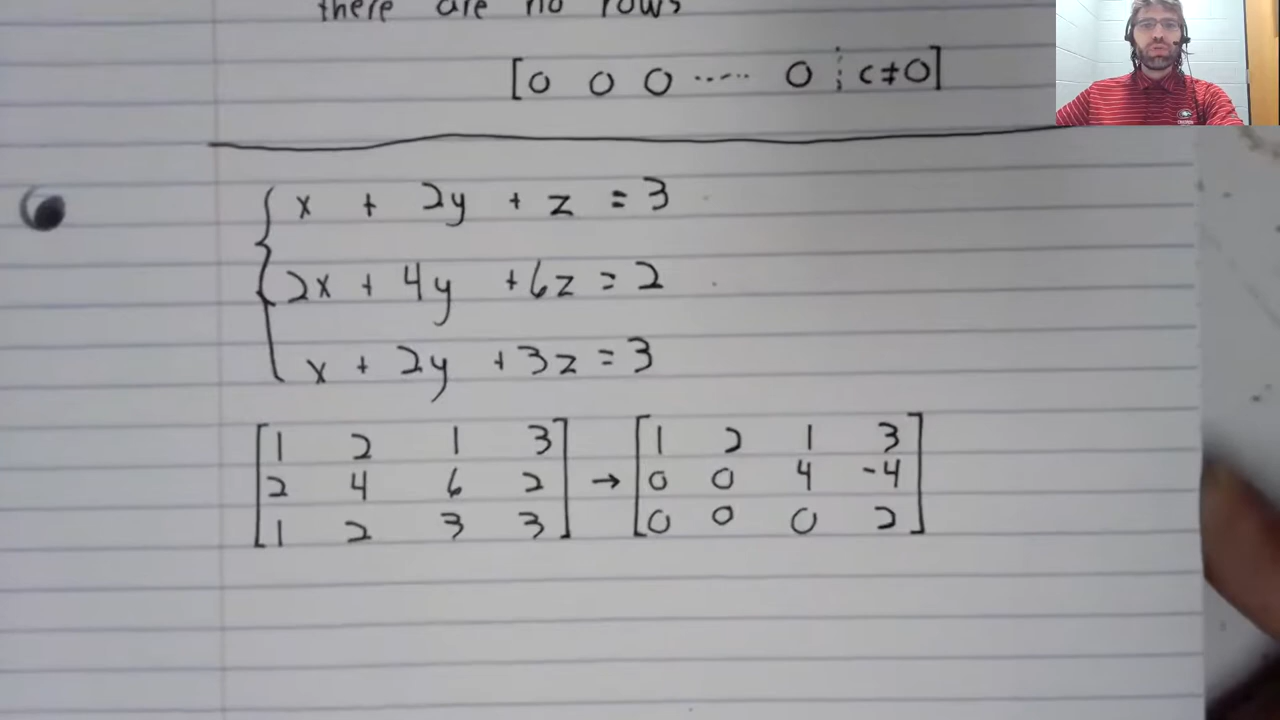 there are no rows
[0 0 0 ..... 0 ⋮ c≠0]
x + 2y + z = 3
2x + 4y + 6z = 2
x + 2y + 3z = 3
[1 2 1 3] [1 2 1 3]
[2 4 6 2] → [0 0 4 -4]
[1 2 3 3] [0 0 0 2]